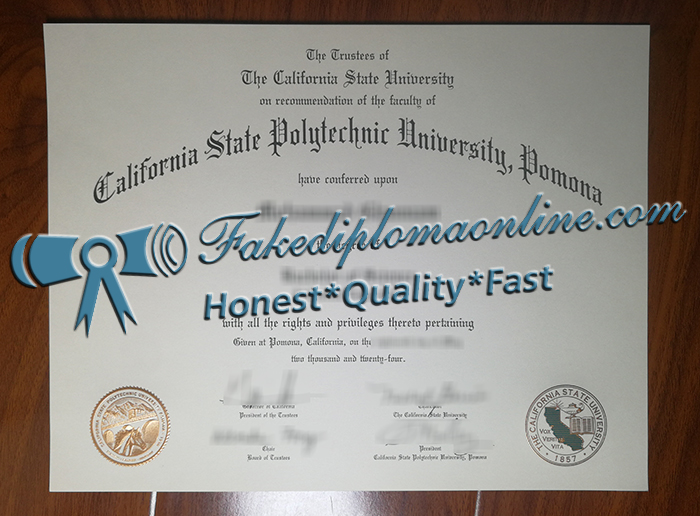 The Trustees of
The California State University
on recommendation of the faculty of
California State Polytechnic University, Pomona
have conferred upon
Fakediplomaonline.com
Honest*Quality*Fast
with all the rights and privileges thereto pertaining
Given at Pomona, California, on the
two thousand and twenty-four.
of California
President of the Trustees
The California State University
Chair
Board of Trustees
President
California State Polytechnic University, Pomona
THE CALIFORNIA STATE UNIVERSITY
VOX
VERITAS
VITA
1857